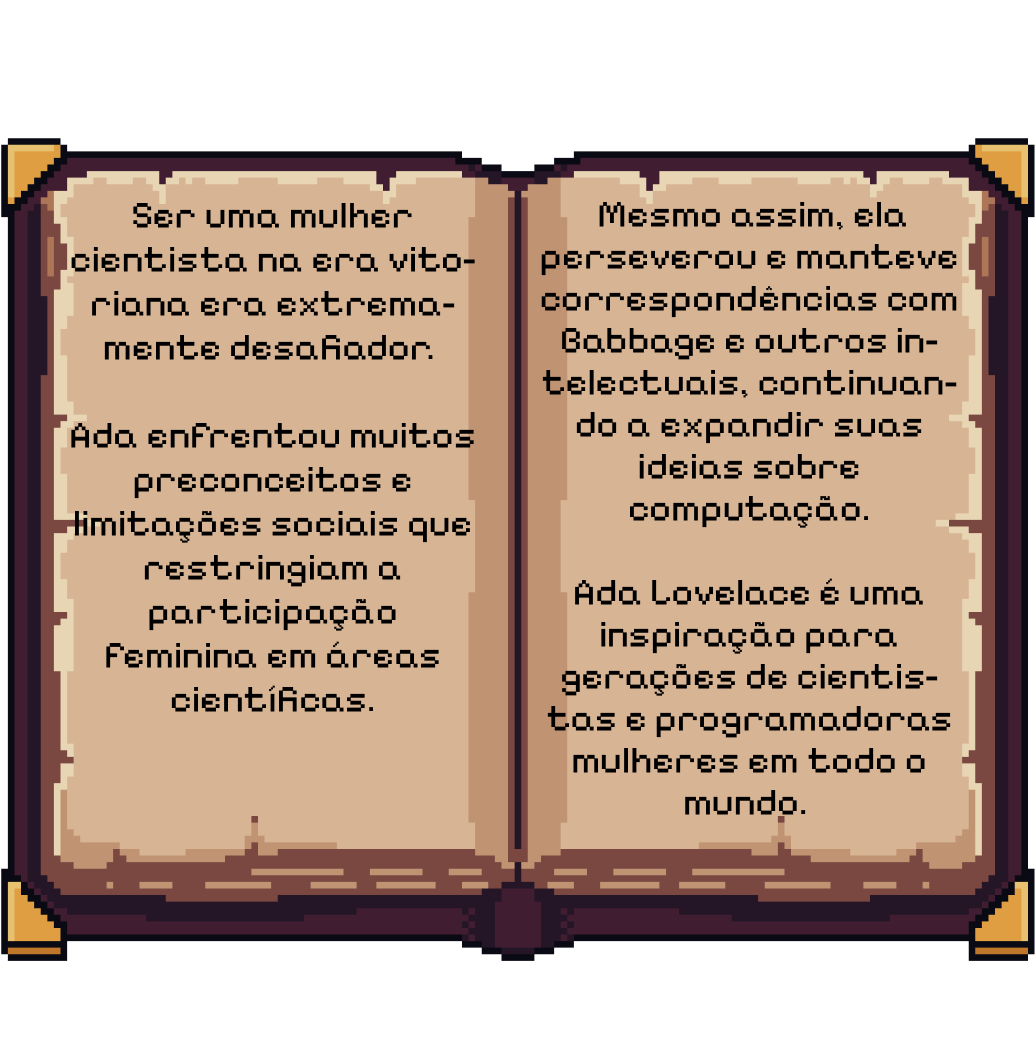 Ser uma mulher
cientista na era vito-
riana era extrema-
mente desafiador.
Ada enfrentou muitos
preconceitos e
limitações sociais que
restringiam a
participação
feminina em áreas
científicas.
Mesmo assim, ela
perseverou e manteve
correspondências com
Babbage e outros in-
telectuais, continuan-
do a expandir suas
ideias sobre
computação.
Ada Lovelace é uma
inspiração para
gerações de cientis-
tas e programadoras
mulheres em todo o
mundo.